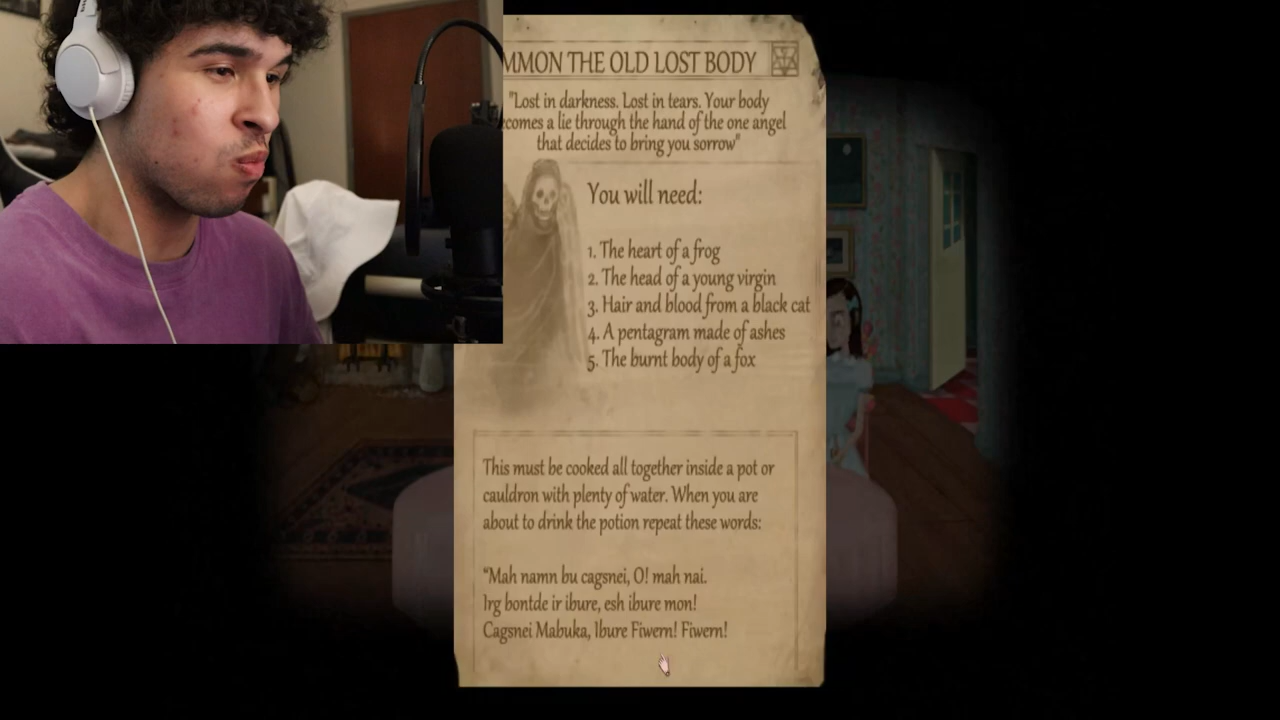 MMON THE OLD LOST BODY
"Lost in darkness. Lost in tears. Your body
comes a lie through the hand of the one angel
that decides to bring you sorrow"
You will need:
1. The heart of a frog
2. The head of a young virgin
3. Hair and blood from a black cat
4. A pentagram made of ashes
5. The burnt body of a fox
This must be cooked all together inside a pot or
cauldron with plenty of water. When you are
about to drink the potion repeat these words:
"Mah namn bu cagsnei, O! mah nai.
Irg bontde ir ibure, esh ibure mon!
Cagsnei Mabuka, Ibure Fiwern! Fiwern!